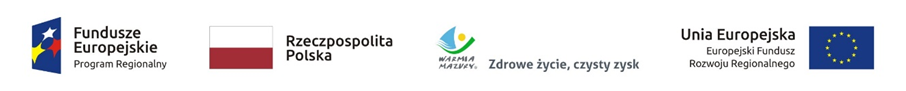 Fundusze
Europejskie
Program Regionalny
Rzeczpospolita
Polska
WARMIA
MAZURY
Zdrowe życie, czysty zysk
Unia Europejska
Europejski Fundusz
Rozwoju Regionalnego